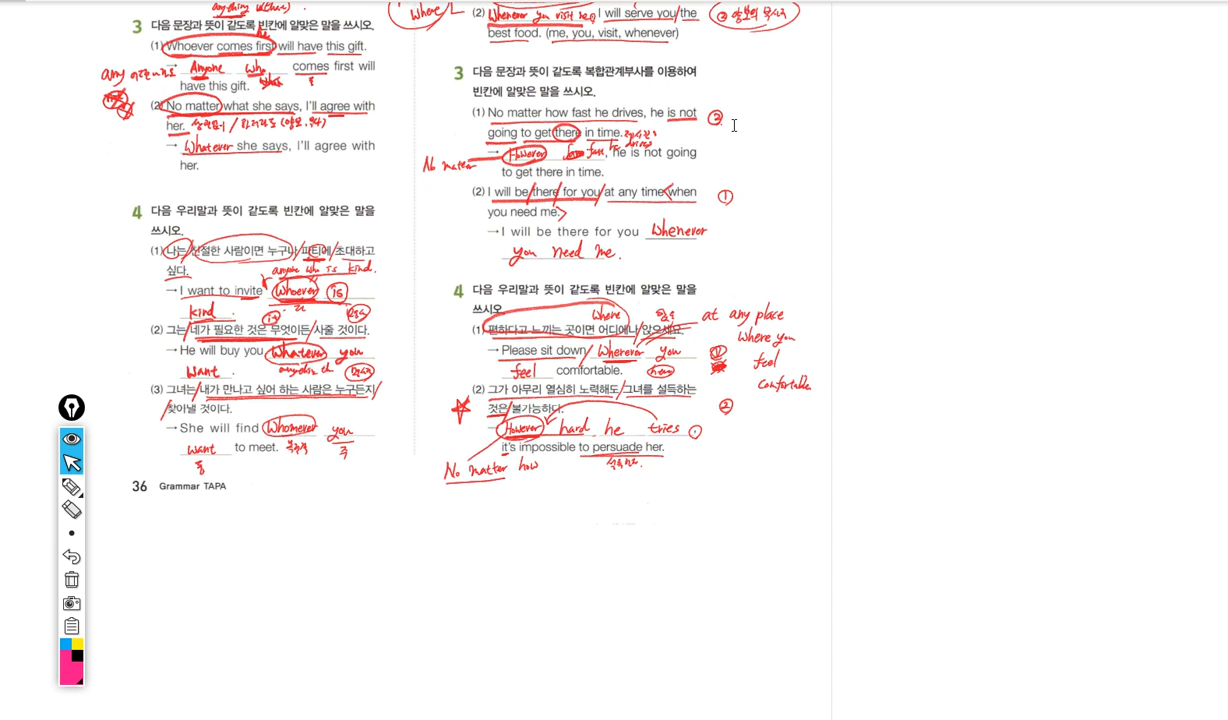 anything
3 다음 문장과 뜻이 같도록 빈칸에 알맞은 말을 쓰시오.
(1) Whoever comes first will have this gift.
→ Anyone who comes first will
have this gift.
(2) No matter what she says, I'll agree with
her.
→ Whatever she says, I'll agree with
her.
4 다음 우리말과 뜻이 같도록 빈칸에 알맞은 말을
쓰시오.
(1) 나는 친절한 사람이면 누구나 파티에 초대하고
싶다.
anyone who is kind.
→ I want to invite Whoever is
kind.
(2) 그는 네가 필요한 것은 무엇이든 사줄 것이다.
→ He will buy you Whatever you
want
(3) 그녀는 내가 만나고 싶어 하는 사람은 누구든지
찾아낼 것이다.
→ She will find Whomever you
want to meet.
목적격 주
동
36 Grammar TAPA
where
(2) Whenever you visit me, I will serve you the
best food. (me, you, visit, whenever)
3 다음 문장과 뜻이 같도록 복합관계부사를 이용하여
빈칸에 알맞은 말을 쓰시오.
(1) No matter how fast he drives, he is not
going to get there in time.
→ However fast he drives, he is not going
to get there in time.
No matter
(2) I will be there for you at any time when
you need me.
①
→ I will be there for you Whenever
you need me.
4 다음 우리말과 뜻이 같도록 빈칸에 알맞은 말을
쓰시오.
where
(1) 편하다고 느끼는 곳이면 어디에나 앉으세요.
→ Please sit down Wherever you
feel comfortable.
at any place
where you
feel
comfortable
(2) 그가 아무리 열심히 노력해도 그녀를 설득하는
것은 불가능하다.
②
→ However hard he tries,
it's impossible to persuade her.
No matter how